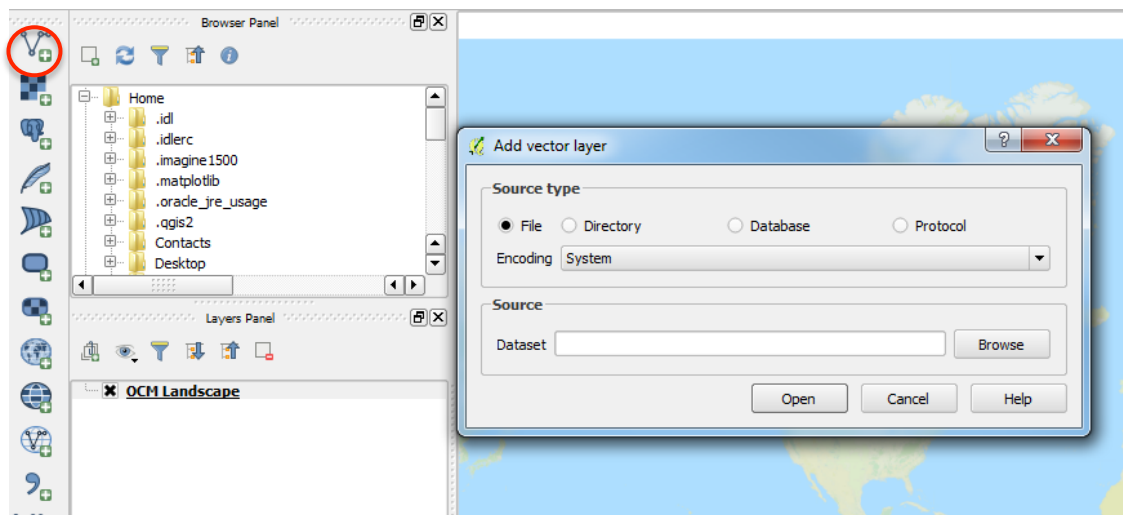 Browser Panel
Home
.idl
.idlerc
.imagine1500
.matplotlib
.oracle_jre_usage
.qgis2
Contacts
Desktop
Layers Panel
OCM Landscape
Add vector layer
Source type
File Directory Database Protocol
Encoding System
Source
Dataset Browse
Open Cancel Help